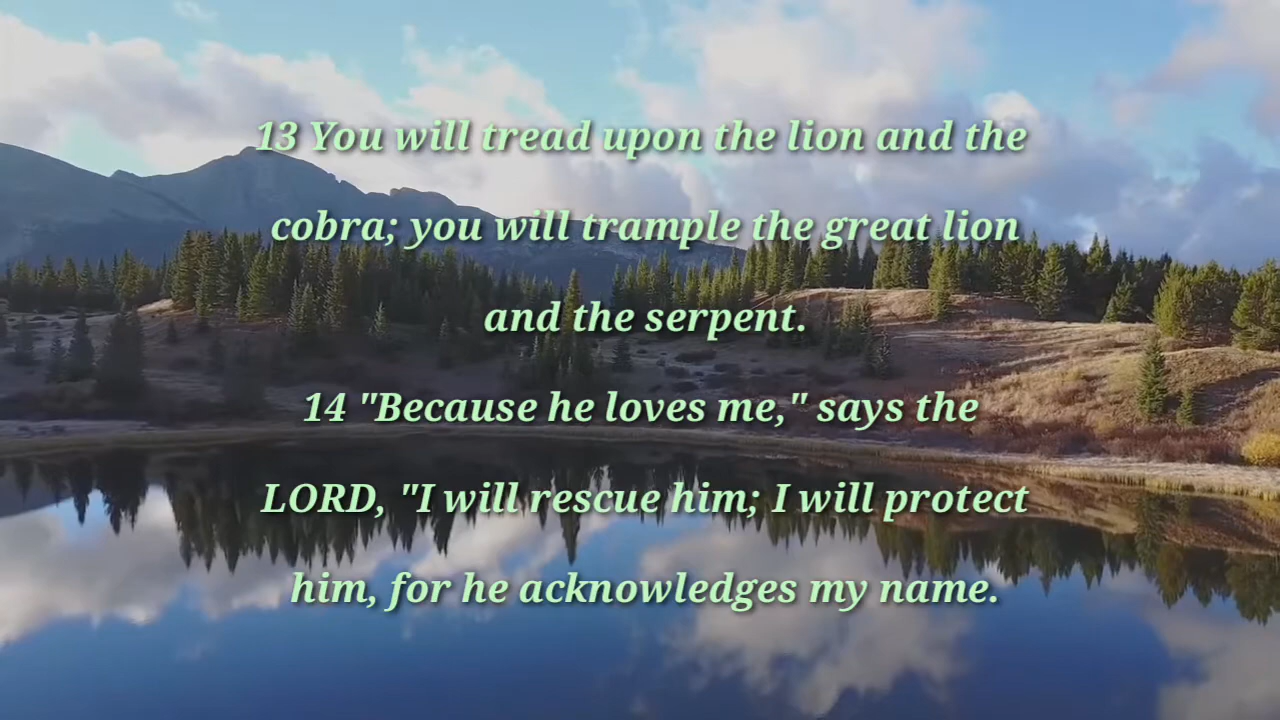 13 You will tread upon the lion and the
cobra; you will trample the great lion
and the serpent.
14 "Because he loves me," says the
LORD, "I will rescue him; I will protect
him, for he acknowledges my name.